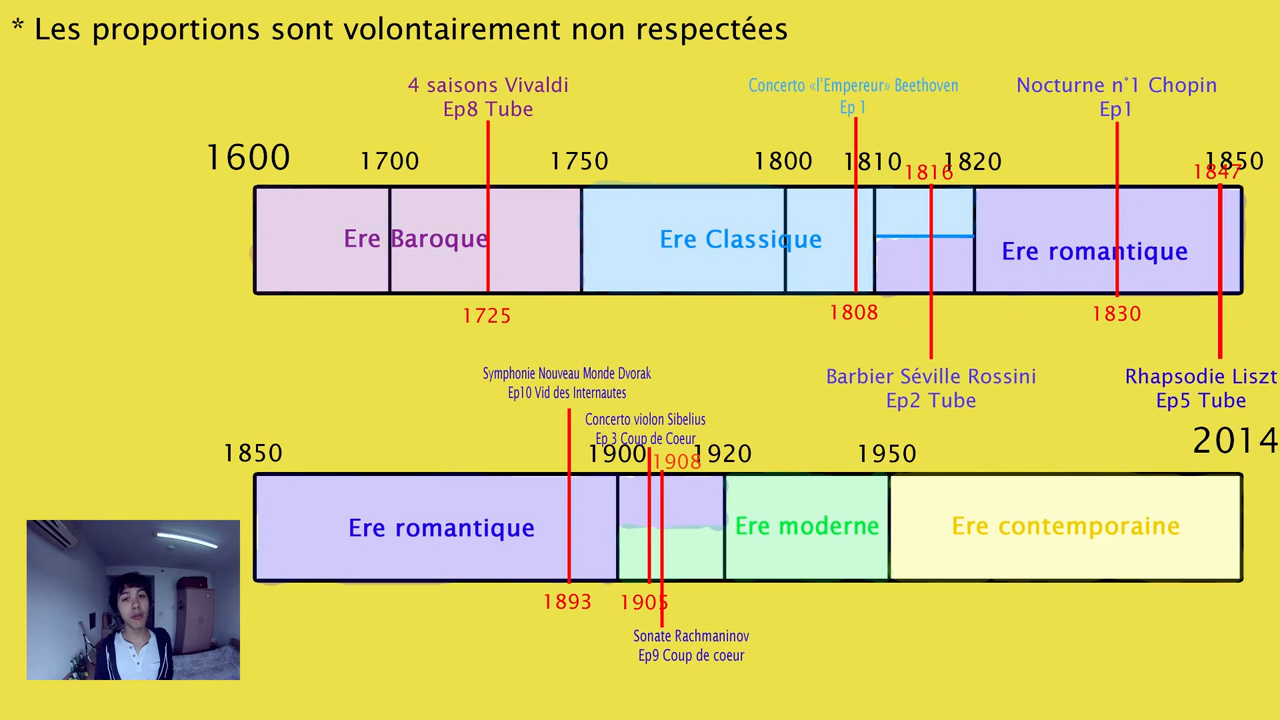 * Les proportions sont volontairement non respectées
4 saisons Vivaldi
Ep8 Tube
Concerto «l'Empereur» Beethoven
Ep 1
Nocturne n°1 Chopin
Ep1
1600
1700
1750
1800
1810
1816
1820
1847
1850
Ere Baroque
Ere Classique
Ere romantique
1725
1808
1830
Barbier Séville Rossini
Ep2 Tube
Rhapsodie Liszt
Ep5 Tube
Symphonie Nouveau Monde Dvorak
Ep10 Vid des Internautes
Concerto violon Sibelius
Ep 3 Coup de Coeur
1850
1900
1908
1920
1950
2014
Ere romantique
Ere moderne
Ere contemporaine
1893
1905
Sonate Rachmaninov
Ep9 Coup de coeur